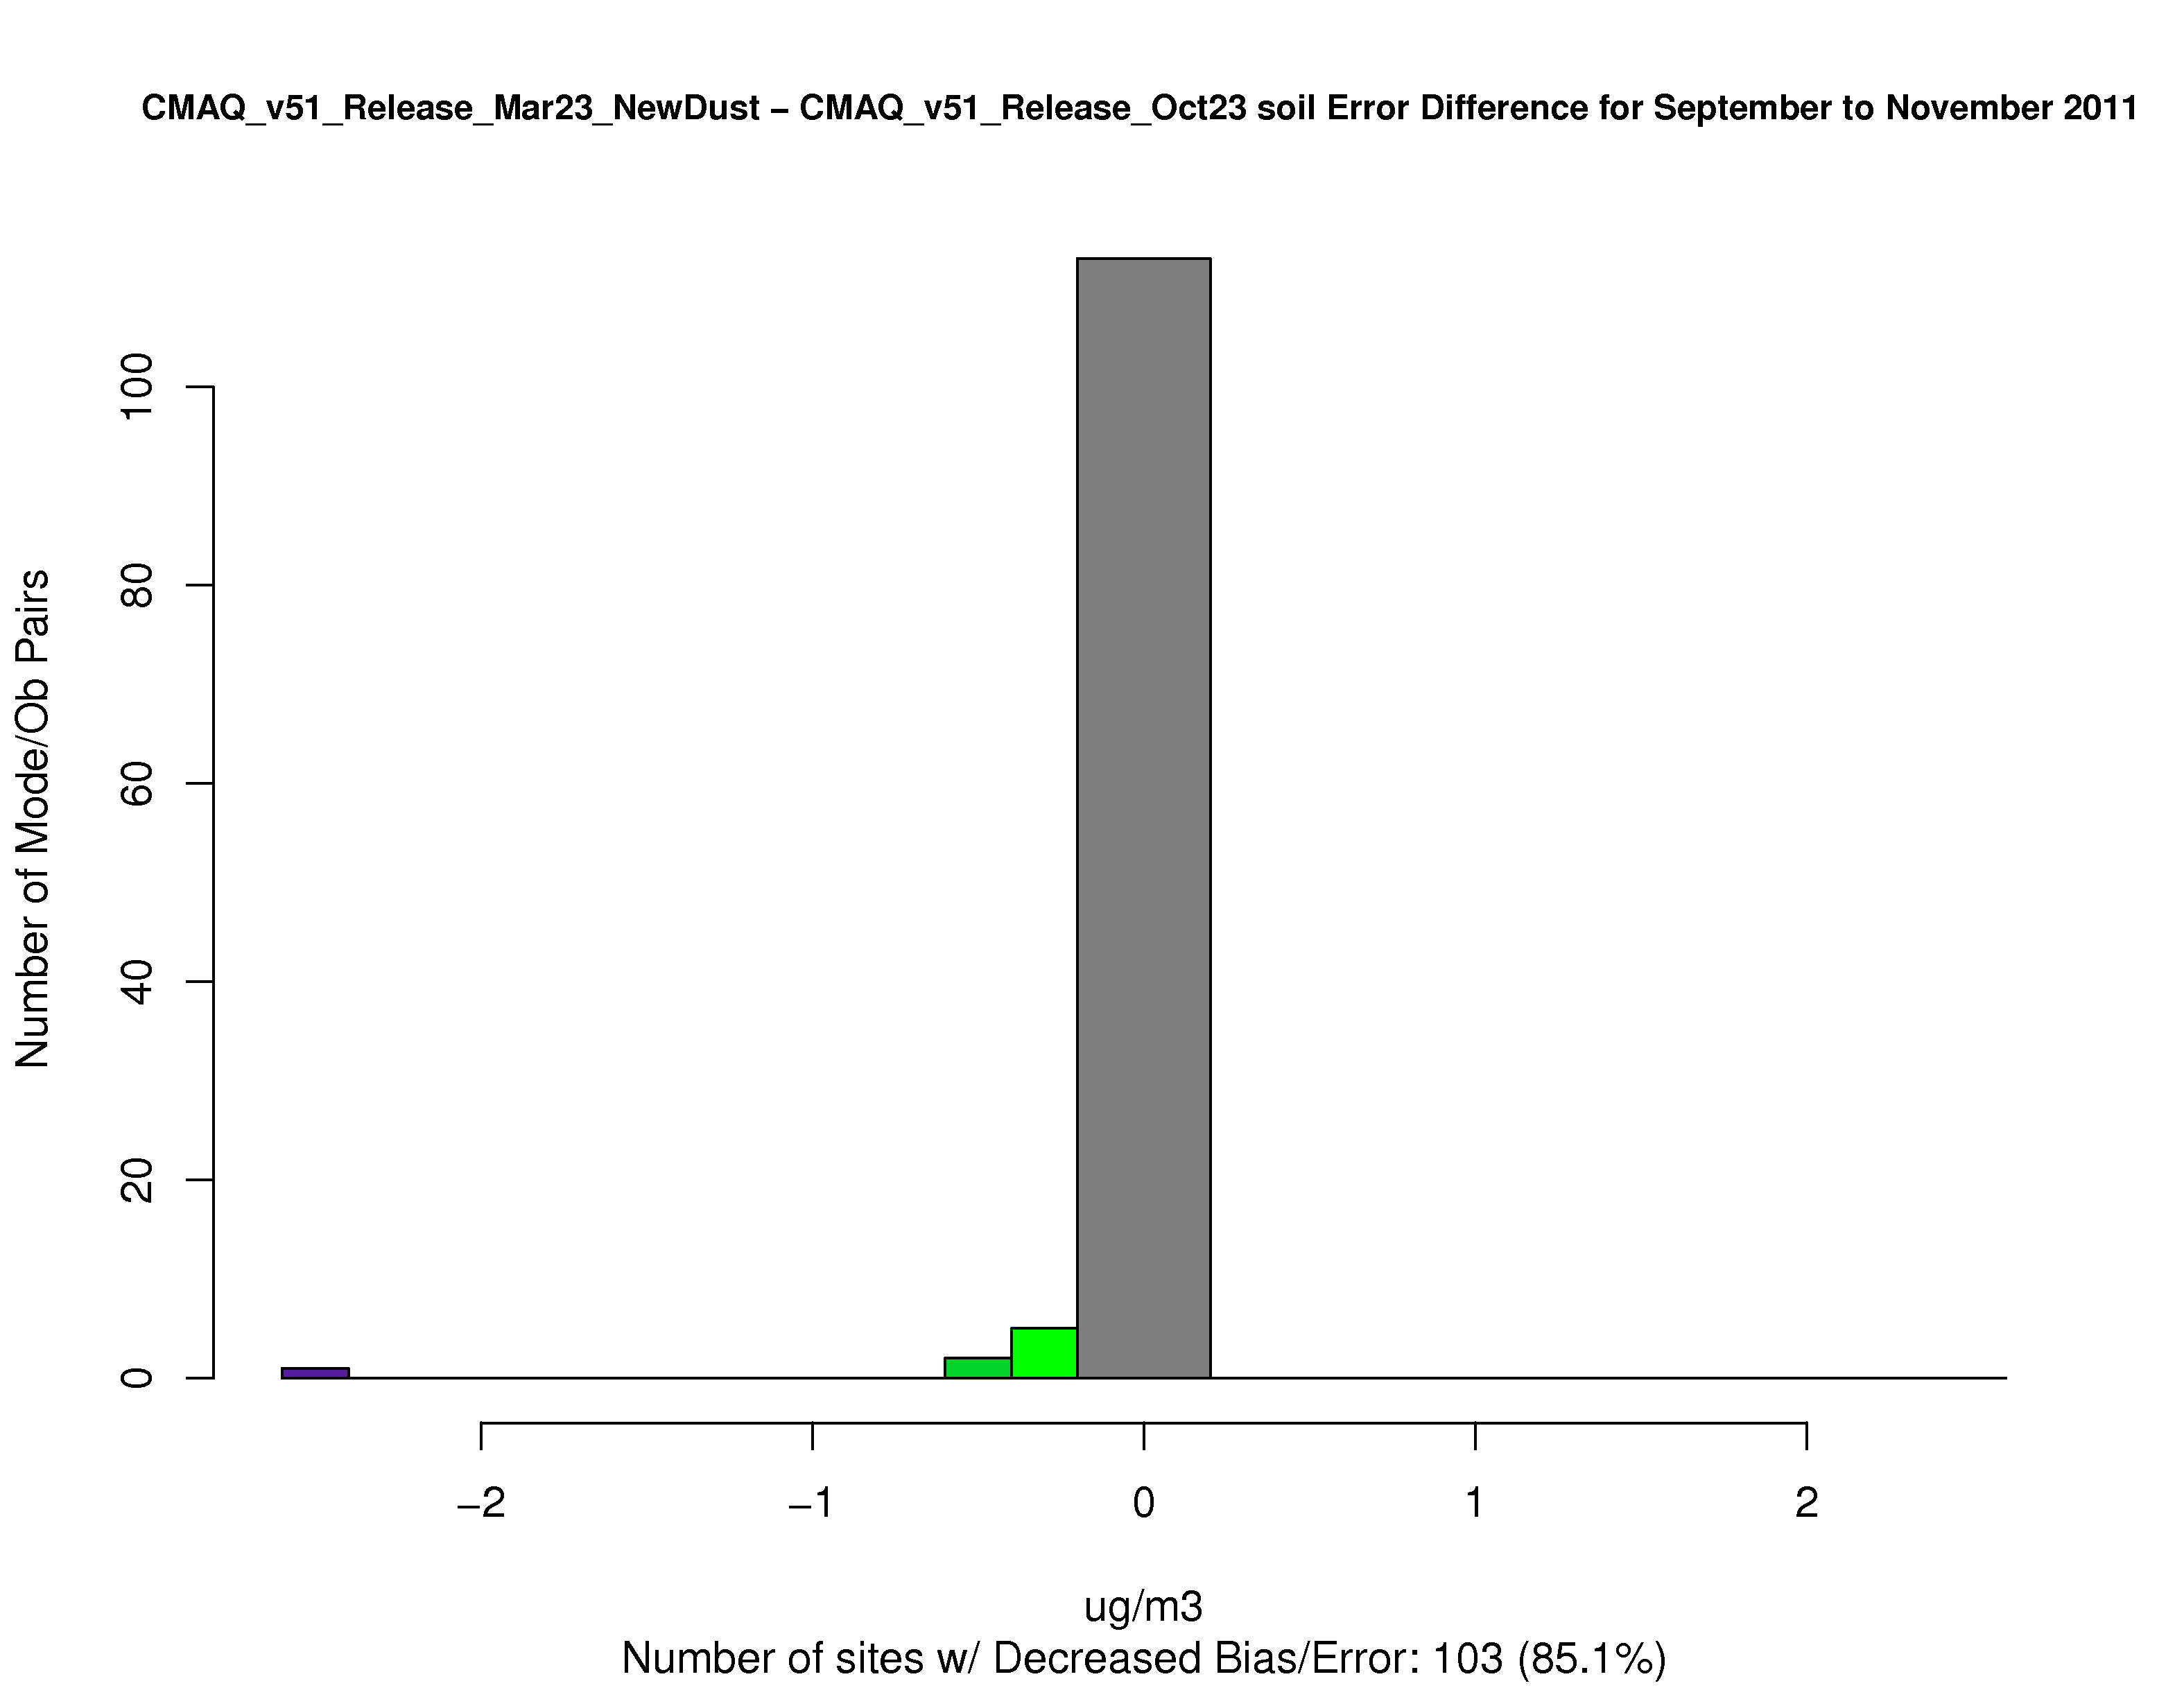 CMAQ_v51_Release_Mar23_NewDust − CMAQ_v51_Release_Oct23 soil Error Difference for September to November 2011
Number of Mode/Ob Pairs
100
80
60
40
20
0
−2
−1
0
1
2
ug/m3
Number of sites w/ Decreased Bias/Error: 103 (85.1%)